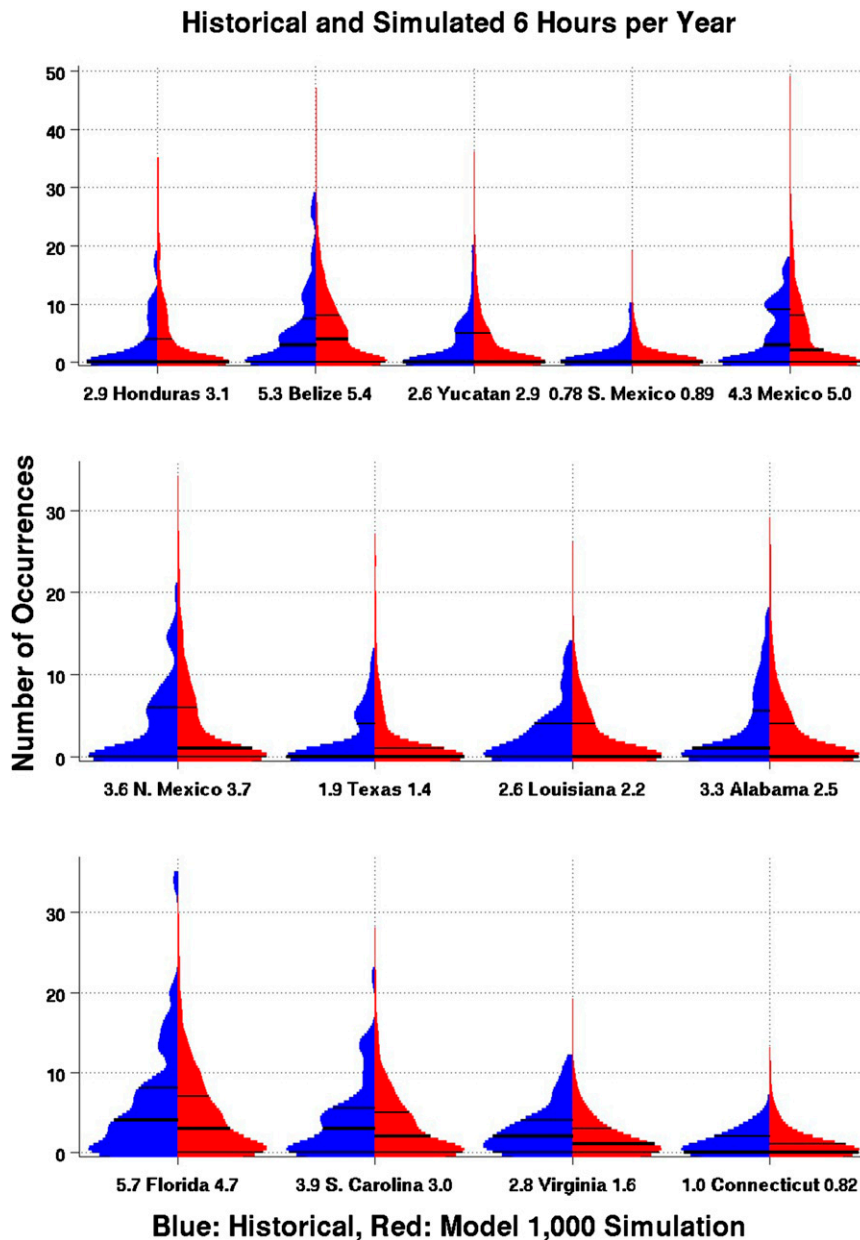 Historical and Simulated 6 Hours per Year
50
40
30
20
10
0
2.9 Honduras 3.1 5.3 Belize 5.4 2.6 Yucatan 2.9 0.78 S. Mexico 0.89 4.3 Mexico 5.0
Number of Occurrences
30
20
10
0
3.6 N. Mexico 3.7 1.9 Texas 1.4 2.6 Louisiana 2.2 3.3 Alabama 2.5
30
20
10
0
5.7 Florida 4.7 3.9 S. Carolina 3.0 2.8 Virginia 1.6 1.0 Connecticut 0.82
Blue: Historical, Red: Model 1,000 Simulation